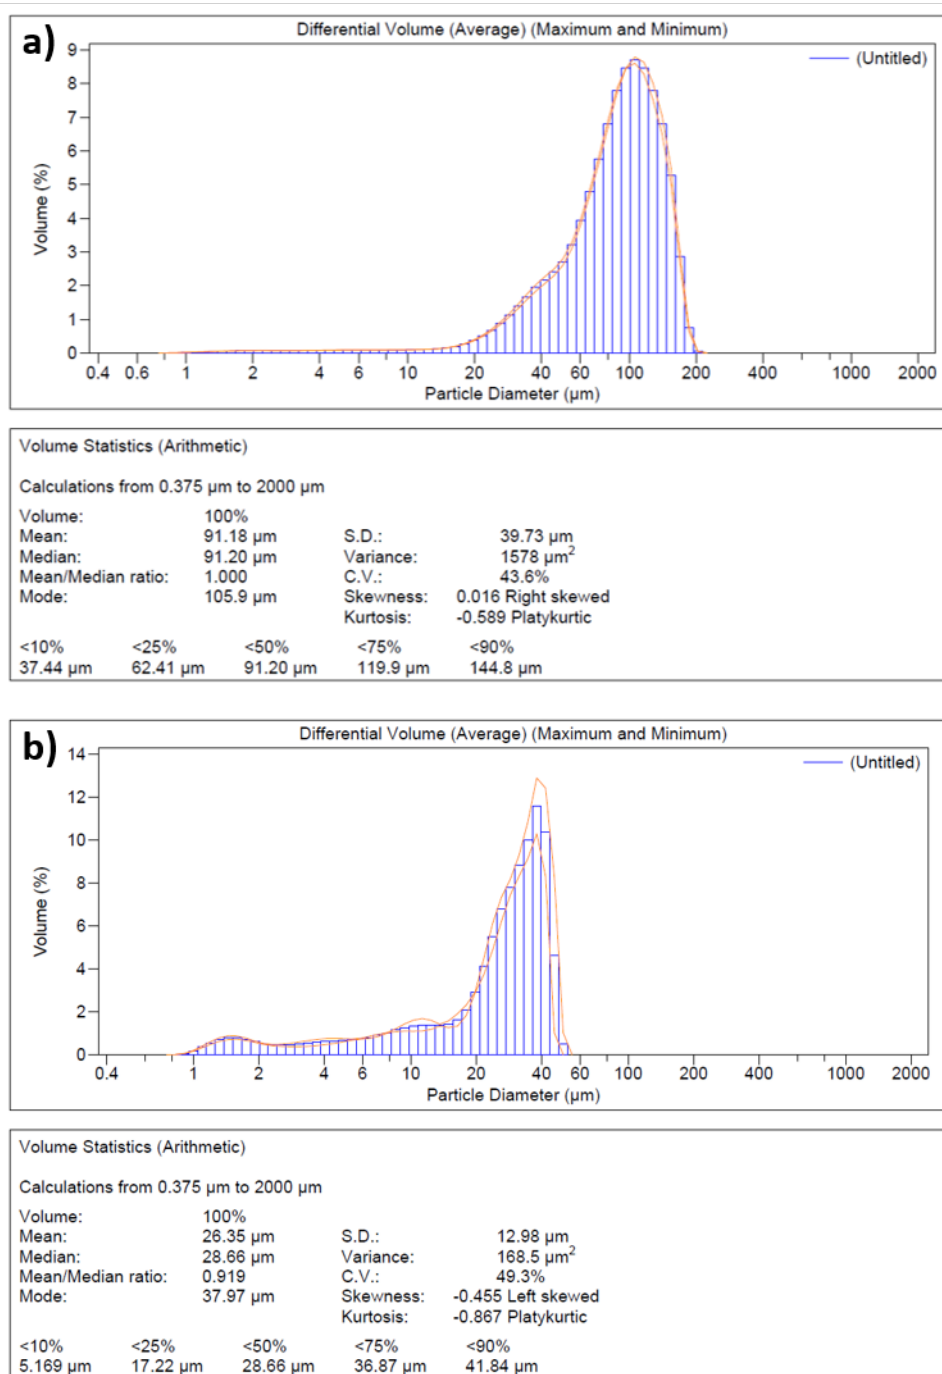 a)
Differential Volume (Average) (Maximum and Minimum)
(Untitled)
9
8
7
6
5
4
3
2
1
0
Volume (%)
0.4 0.6 1 2 4 6 10 20 40 60 100 200 400 1000 2000
Particle Diameter (µm)
Volume Statistics (Arithmetic)
Calculations from 0.375 µm to 2000 µm
Volume: 100%
Mean: 91.18 µm S.D.: 39.73 µm
Median: 91.20 µm Variance: 1578 µm²
Mean/Median ratio: 1.000 C.V.: 43.6%
Mode: 105.9 µm Skewness: 0.016 Right skewed
Kurtosis: -0.589 Platykurtic
<10% <25% <50% <75% <90%
37.44 µm 62.41 µm 91.20 µm 119.9 µm 144.8 µm
b)
Differential Volume (Average) (Maximum and Minimum)
(Untitled)
14
12
10
8
6
4
2
0
Volume (%)
0.4 1 2 4 6 10 20 40 60 100 200 400 1000 2000
Particle Diameter (µm)
Volume Statistics (Arithmetic)
Calculations from 0.375 µm to 2000 µm
Volume: 100%
Mean: 26.35 µm S.D.: 12.98 µm
Median: 28.66 µm Variance: 168.5 µm²
Mean/Median ratio: 0.919 C.V.: 49.3%
Mode: 37.97 µm Skewness: -0.455 Left skewed
Kurtosis: -0.867 Platykurtic
<10% <25% <50% <75% <90%
5.169 µm 17.22 µm 28.66 µm 36.87 µm 41.84 µm